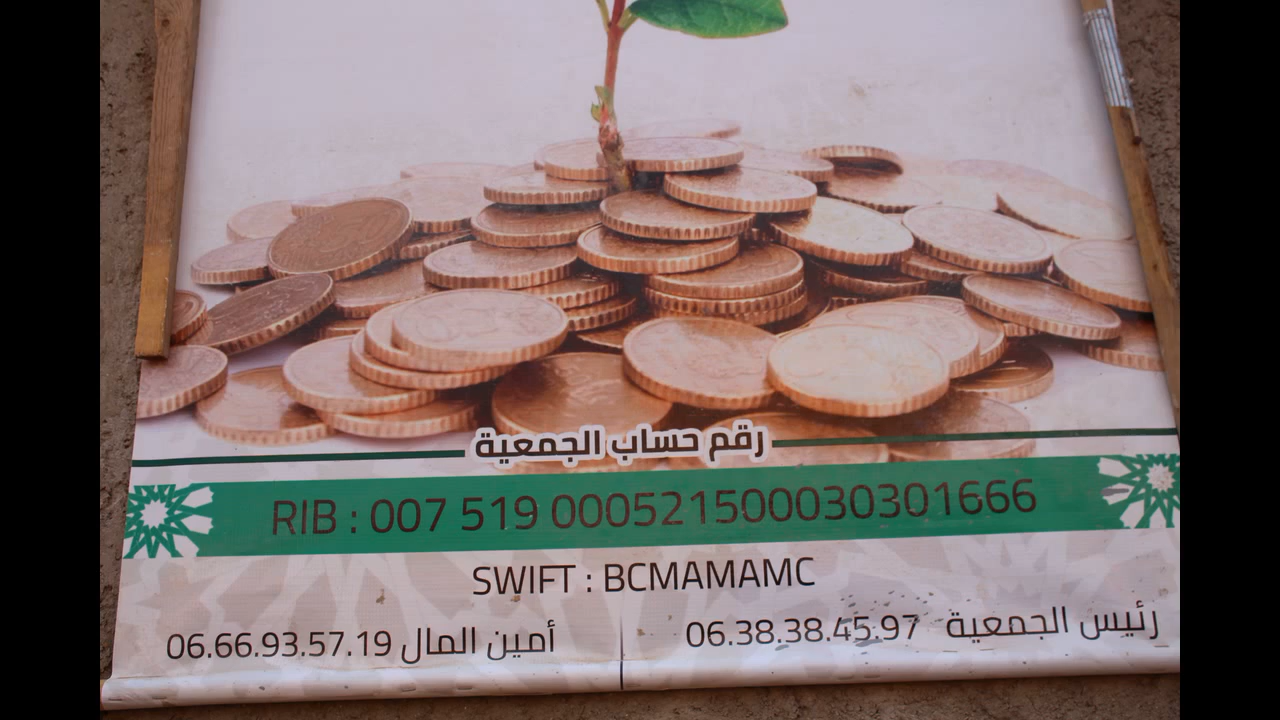 رقم حساب الجمعية
RIB : 007 519 000521500030301666
SWIFT : BCMAMAMC
رئيس الجمعية 06.38.38.45.97
أمين المال 06.66.93.57.19